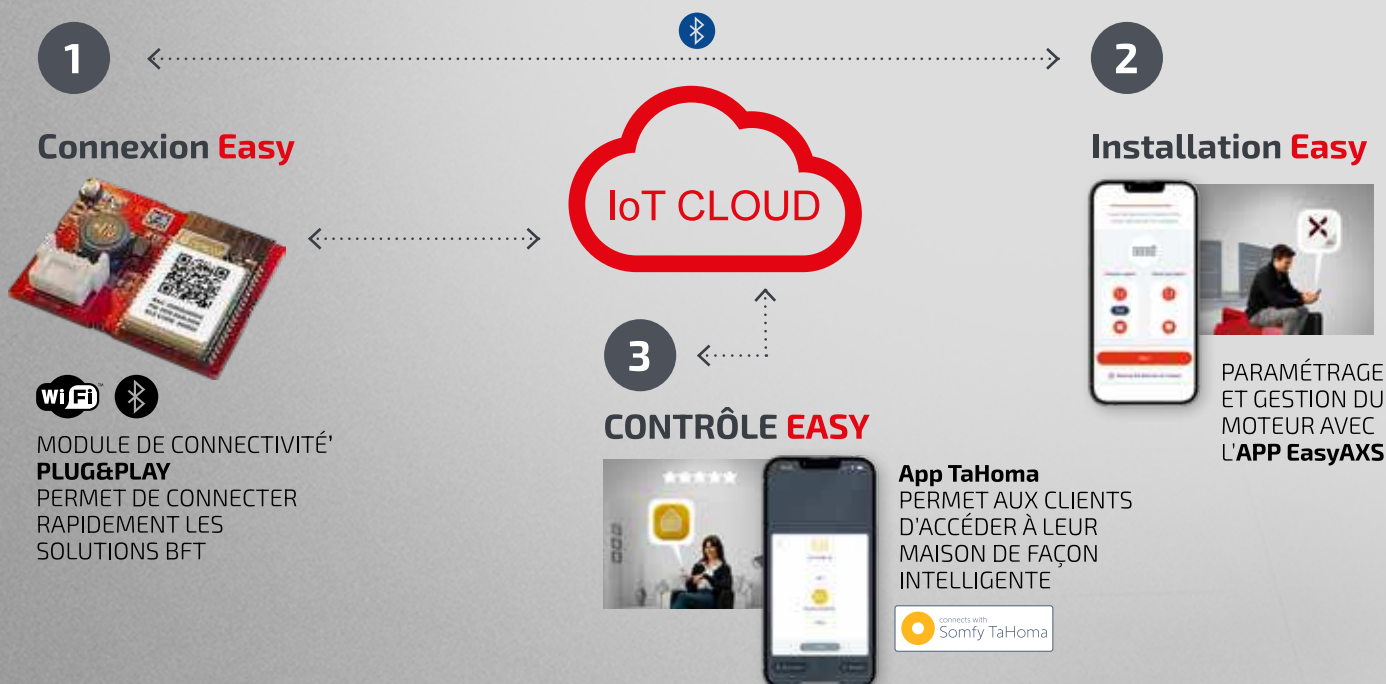 1
2
Connexion Easy
IoT CLOUD
Installation Easy
WiFi
MODULE DE CONNECTIVITÉ'
PLUG&PLAY
PERMET DE CONNECTER
RAPIDEMENT LES
SOLUTIONS BFT
3
CONTRÔLE EASY
App TaHoma
PERMET AUX CLIENTS
D'ACCÉDER À LEUR
MAISON DE FAÇON
INTELLIGENTE
connects with
Somfy TaHoma
PARAMÉTRAGE
ET GESTION DU
MOTEUR AVEC
L'APP EasyAXS